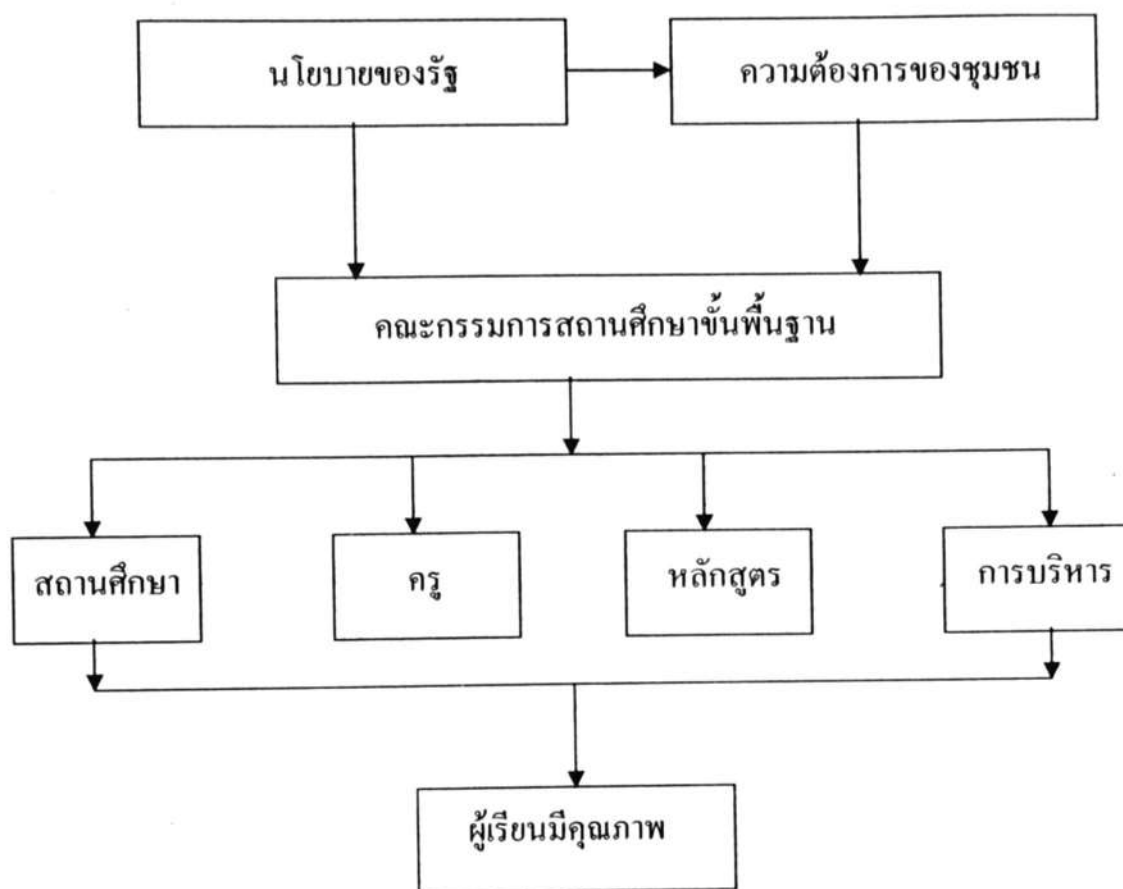 นโยบายของรัฐ
ความต้องการของชุมชน
คณะกรรมการสถานศึกษาขั้นพื้นฐาน
สถานศึกษา
ครู
หลักสูตร
การบริหาร
ผู้เรียนมีคุณภาพ